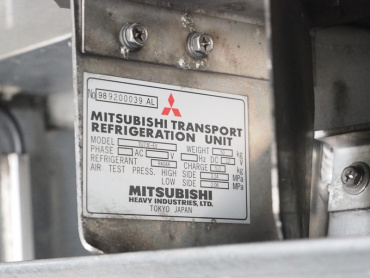 No 989200039 AL
MITSUBISHI TRANSPORT
REFRIGERATION UNIT
MODEL WEIGHT kg
PHASE AC V Hz DC V
REFRIGERANT CHARGE kg
AIR TEST PRESS. HIGH SIDE MPa
LOW SIDE MPa
MITSUBISHI
HEAVY INDUSTRIES, LTD.
TOKYO JAPAN